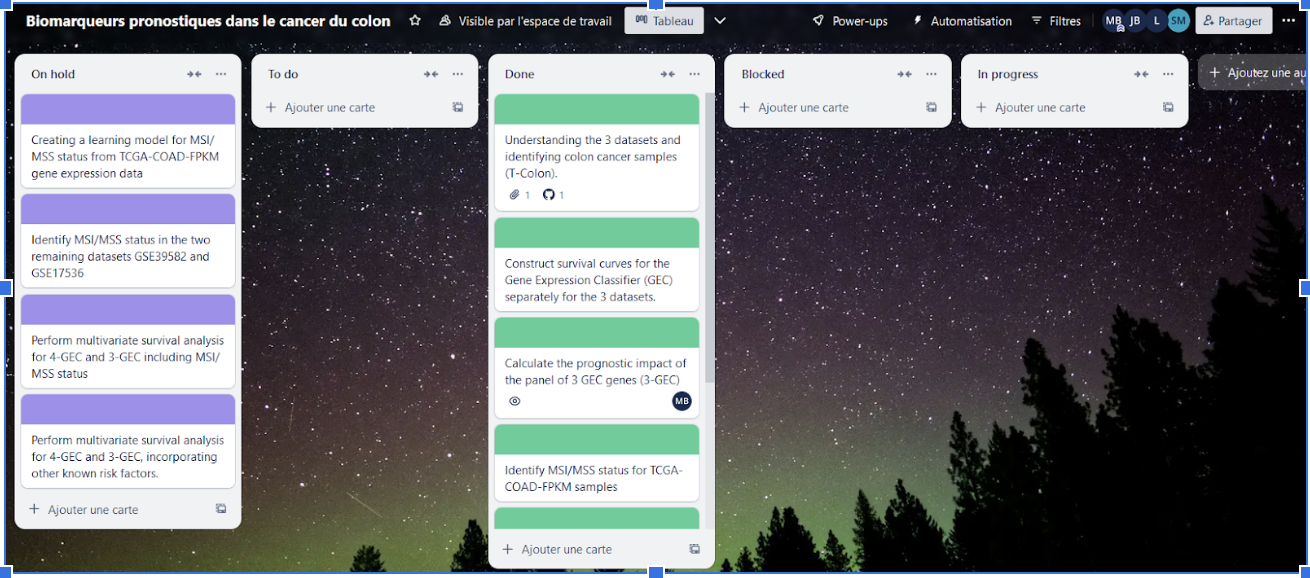 Biomarqueurs pronostiques dans le cancer du colon
Visible par l'espace de travail
Tableau
Power-ups
Automatisation
Filtres
MB
JB
L
SM
Partager
On hold
Creating a learning model for MSI/
MSS status from TCGA-COAD-FPKM
gene expression data
Identify MSI/MSS status in the two
remaining datasets GSE39582 and
GSE17536
Perform multivariate survival analysis
for 4-GEC and 3-GEC including MSI/
MSS status
Perform multivariate survival analysis
for 4-GEC and 3-GEC, incorporating
other known risk factors.
+ Ajouter une carte
To do
+ Ajouter une carte
Done
Understanding the 3 datasets and
identifying colon cancer samples
(T-Colon).
1
1
Construct survival curves for the
Gene Expression Classifier (GEC)
separately for the 3 datasets.
Calculate the prognostic impact of
the panel of 3 GEC genes (3-GEC)
MB
Identify MSI/MSS status for TCGA-
COAD-FPKM samples
+ Ajouter une carte
Blocked
+ Ajouter une carte
In progress
+ Ajouter une carte
+ Ajoutez une au